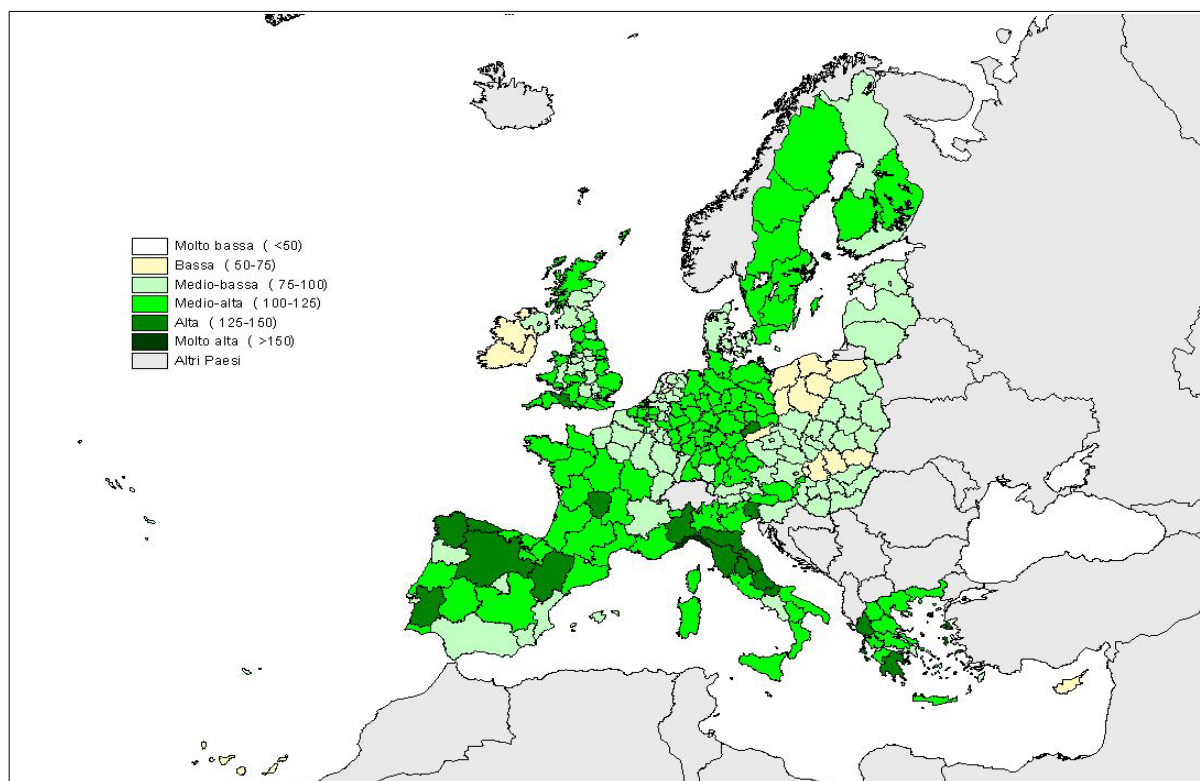 Molto bassa ( <50)
Bassa ( 50-75)
Medio-bassa ( 75-100)
Medio-alta ( 100-125)
Alta ( 125-150)
Molto alta ( >150)
Altri Paesi